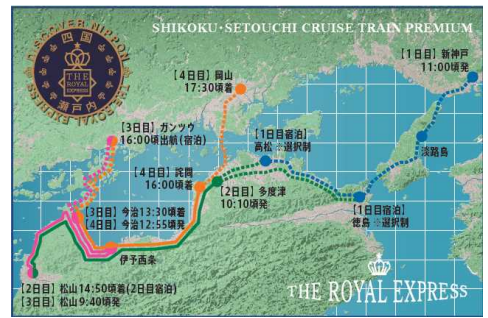 SHIKOKU・SETOUCHI CRUISE TRAIN PREMIUM
DISCOVER NIPPON
四国
THE
ROYAL
EXPRESS
瀬戸内
THE ROYAL EXPRESS
【1日目】新神戸
11:00頃発
【4日目】岡山
17:30頃着
【3日目】ガンツウ
16:00頃出航(宿泊)
【1日目宿泊】
高松 ※選択制
淡路島
【4日目】詫間
16:00頃着
【2日目】多度津
10:10頃発
【1日目宿泊】
徳島 ※選択制
【3日目】今治13:30頃着
【4日目】今治12:55頃発
伊予西条
【2日目】松山14:50頃着(2日目宿泊)
【3日目】松山9:40頃発
THE ROYAL EXPRESS